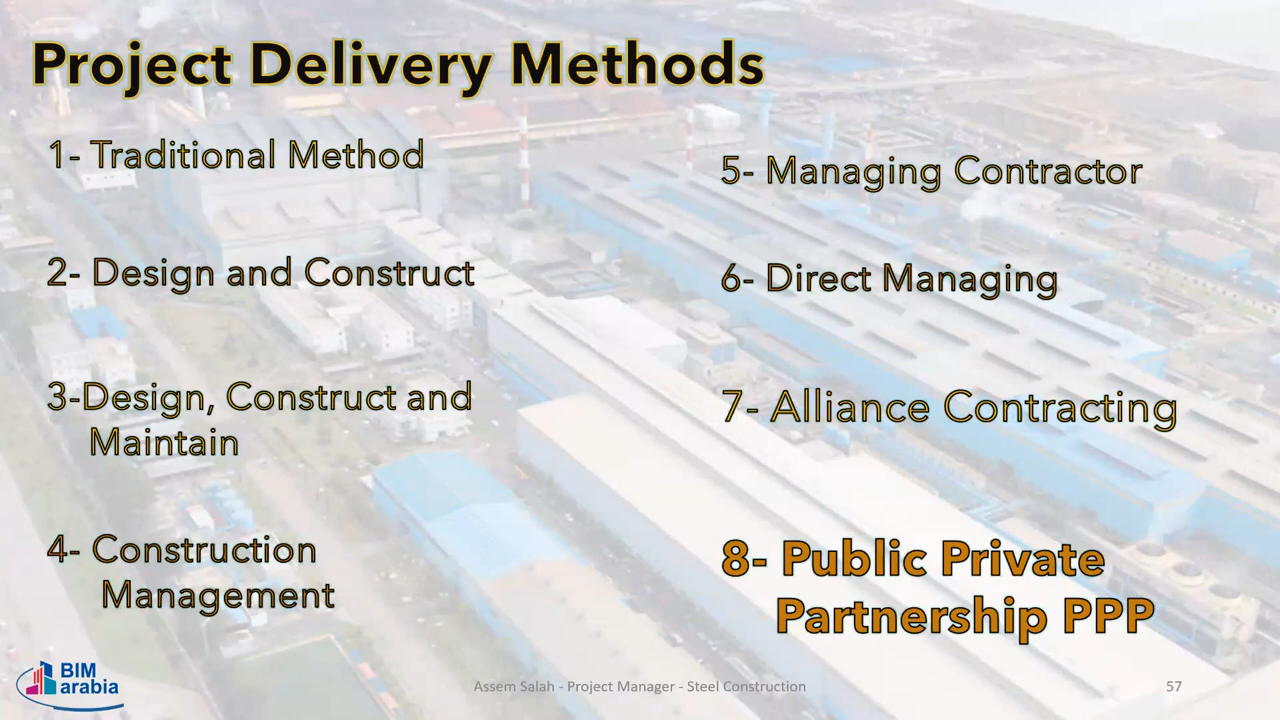 Project Delivery Methods
1- Traditional Method
2- Design and Construct
3-Design, Construct and
Maintain
4- Construction
Management
5- Managing Contractor
6- Direct Managing
7- Alliance Contracting
8- Public Private
Partnership PPP
BIM
arabia
Assem Salah - Project Manager - Steel Construction
57